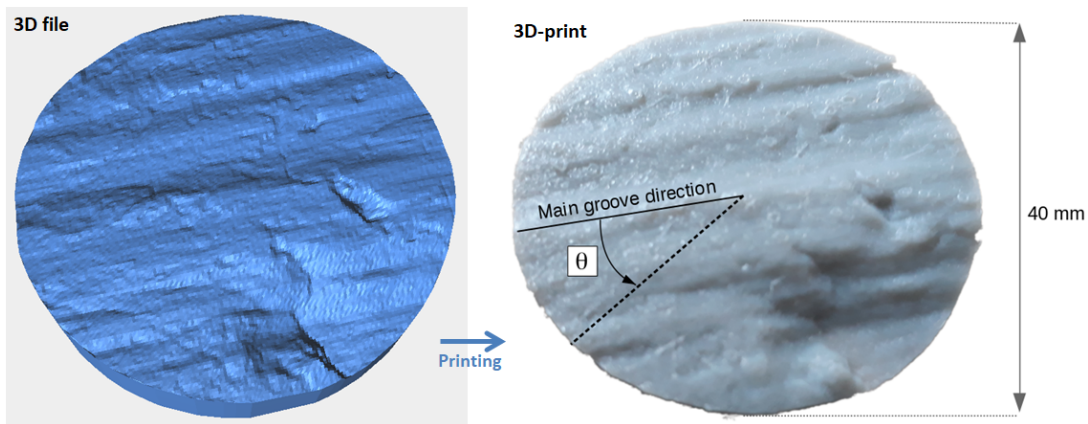 3D file
3D-print
Main groove direction
θ
40 mm
Printing